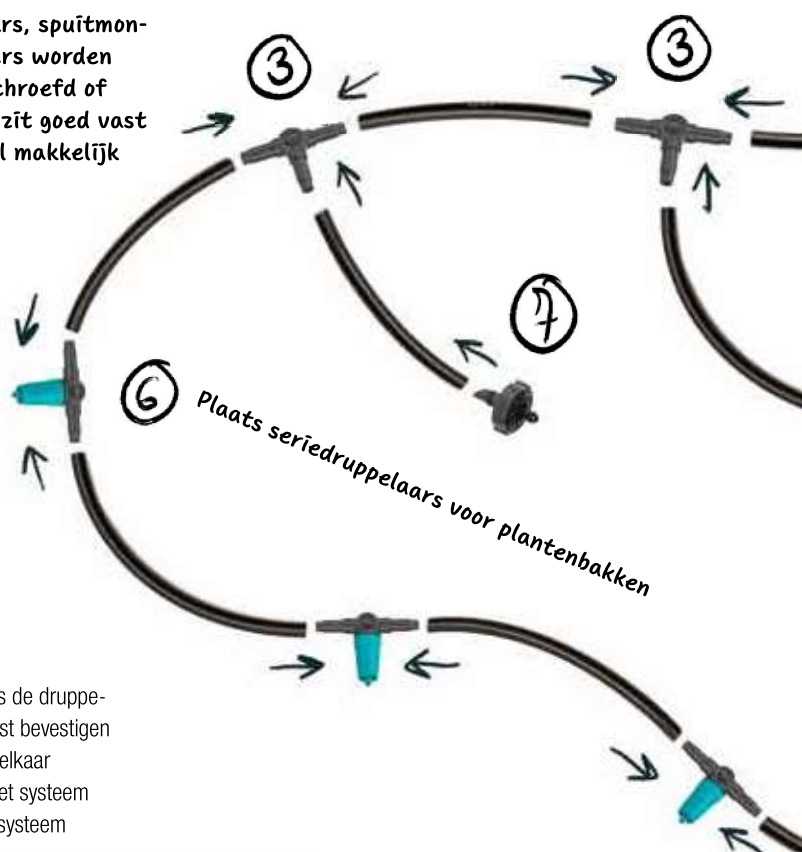 rs, spuitmon-
rs worden
chroefd of
zit goed vast
l makkelijk
3
3
7
6
Plaats seriedruppelaars voor plantenbakken
s de druppe-
st bevestigen
elkaar
et systeem
systeem